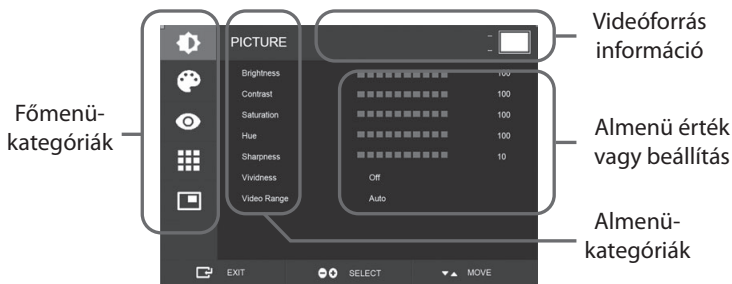 Videóforrás
információ
PICTURE
Brightness 100
Contrast 100
Saturation 100
Hue 100
Sharpness 10
Vividness Off
Video Range Auto
Főmenü-
kategóriák
Almenü érték
vagy beállítás
Almenü-
kategóriák
EXIT SELECT MOVE